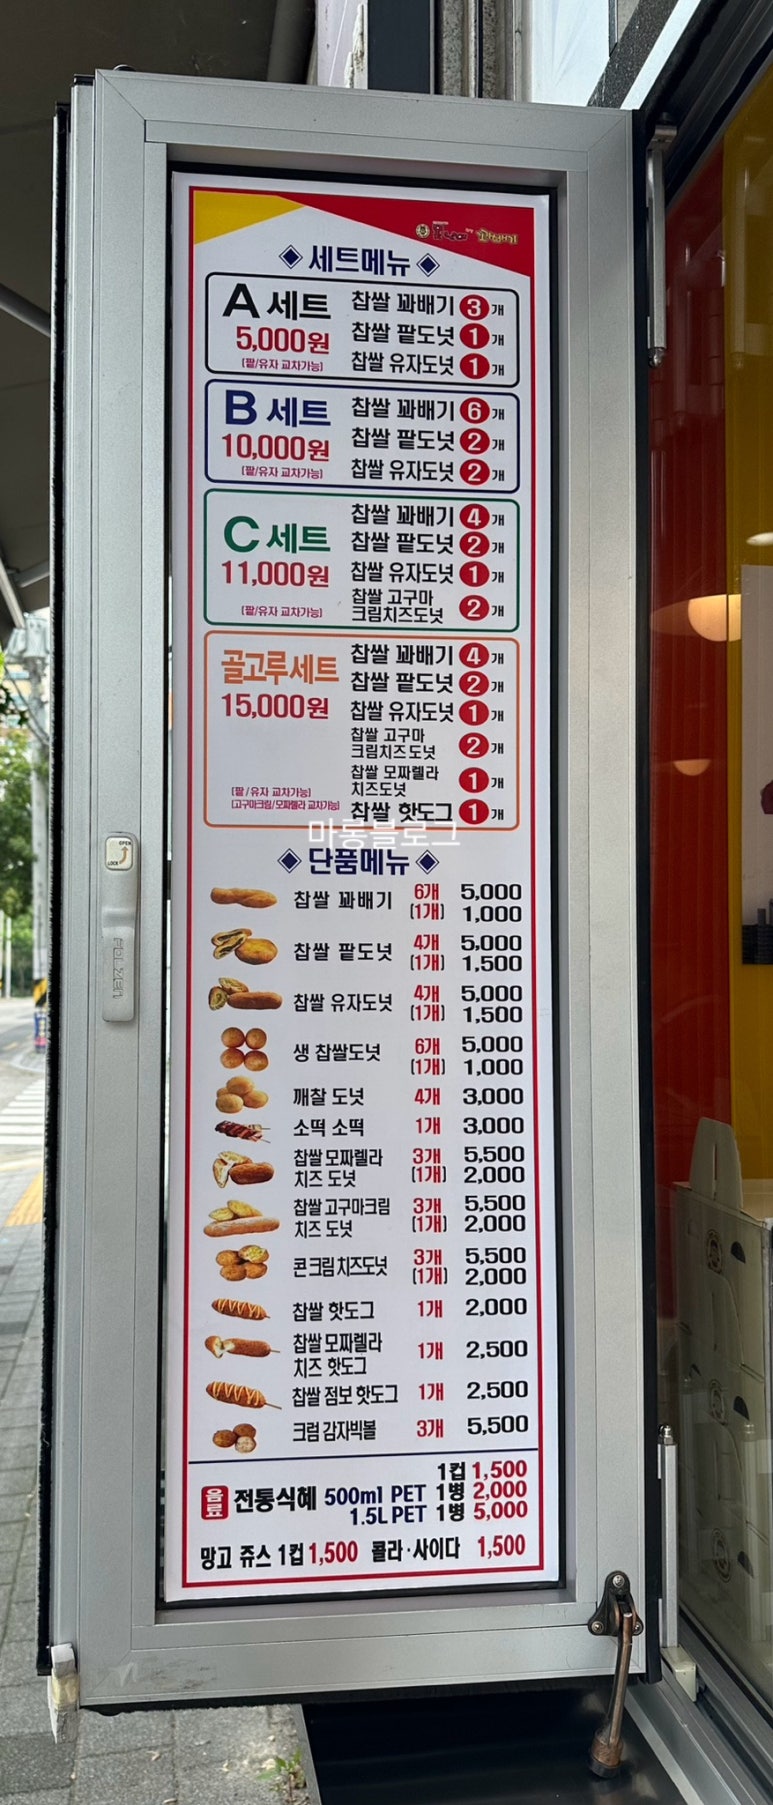 꽈배기
세트메뉴
A 세트
5,000원
[팥/유자 교차가능]
찹쌀 꽈배기 3개
찹쌀 팥도넛 1개
찹쌀 유자도넛 1개
B 세트
10,000원
[팥/유자 교차가능]
찹쌀 꽈배기 6개
찹쌀 팥도넛 2개
찹쌀 유자도넛 2개
C 세트
11,000원
[팥/유자 교차가능]
찹쌀 꽈배기 4개
찹쌀 팥도넛 2개
찹쌀 유자도넛 1개
찹쌀 고구마
크림치즈도넛 2개
골고루세트
15,000원
[팥/유자 교차가능]
[고구마크림/모짜렐라 교차가능]
찹쌀 꽈배기 4개
찹쌀 팥도넛 2개
찹쌀 유자도넛 1개
찹쌀 고구마
크림치즈도넛 2개
찹쌀 모짜렐라
치즈도넛 1개
찹쌀 핫도그 1개
마롱블로그
단품메뉴
찹쌀 꽈배기 6개 5,000
(1개) 1,000
찹쌀 팥도넛 4개 5,000
(1개) 1,500
찹쌀 유자도넛 4개 5,000
(1개) 1,500
생 찹쌀도넛 6개 5,000
(1개) 1,000
깨찰 도넛 4개 3,000
소떡 소떡 1개 3,000
찹쌀 모짜렐라 3개 5,500
치즈 도넛 (1개) 2,000
찹쌀 고구마크림 3개 5,500
치즈 도넛 (1개) 2,000
콘크림치즈도넛 3개 5,500
(1개) 2,000
찹쌀 핫도그 1개 2,000
찹쌀 모짜렐라
치즈 핫도그 1개 2,500
찹쌀 점보 핫도그 1개 2,500
크럼 감자빅볼 3개 5,500
음료 전통식혜 1컵 1,500
500ml PET 1병 2,000
1.5L PET 1병 5,000
망고 쥬스 1컵 1,500 콜라·사이다 1,500
OPEN
LOCK